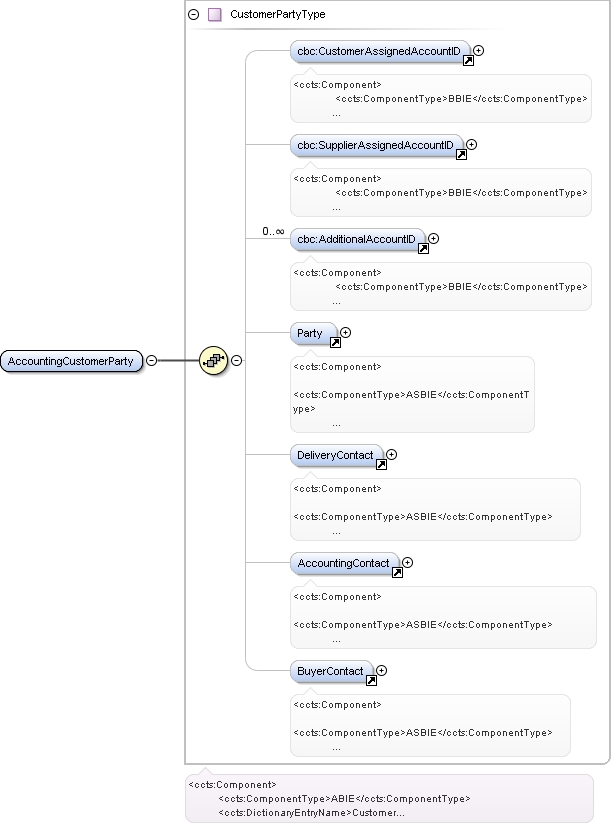 CustomerPartyType
cbc:CustomerAssignedAccountID
<ccts:Component>
<ccts:ComponentType>BBIE</ccts:ComponentType>
...
cbc:SupplierAssignedAccountID
<ccts:Component>
<ccts:ComponentType>BBIE</ccts:ComponentType>
...
0..∞
cbc:AdditionalAccountID
<ccts:Component>
<ccts:ComponentType>BBIE</ccts:ComponentType>
...
Party
<ccts:Component>
<ccts:ComponentType>ASBIE</ccts:ComponentT
ype>
...
AccountingCustomerParty
DeliveryContact
<ccts:Component>
<ccts:ComponentType>ASBIE</ccts:ComponentType>
...
AccountingContact
<ccts:Component>
<ccts:ComponentType>ASBIE</ccts:ComponentType>
...
BuyerContact
<ccts:Component>
<ccts:ComponentType>ASBIE</ccts:ComponentType>
...
<ccts:Component>
<ccts:ComponentType>ABIE</ccts:ComponentType>
<ccts:DictionaryEntryName>Customer...